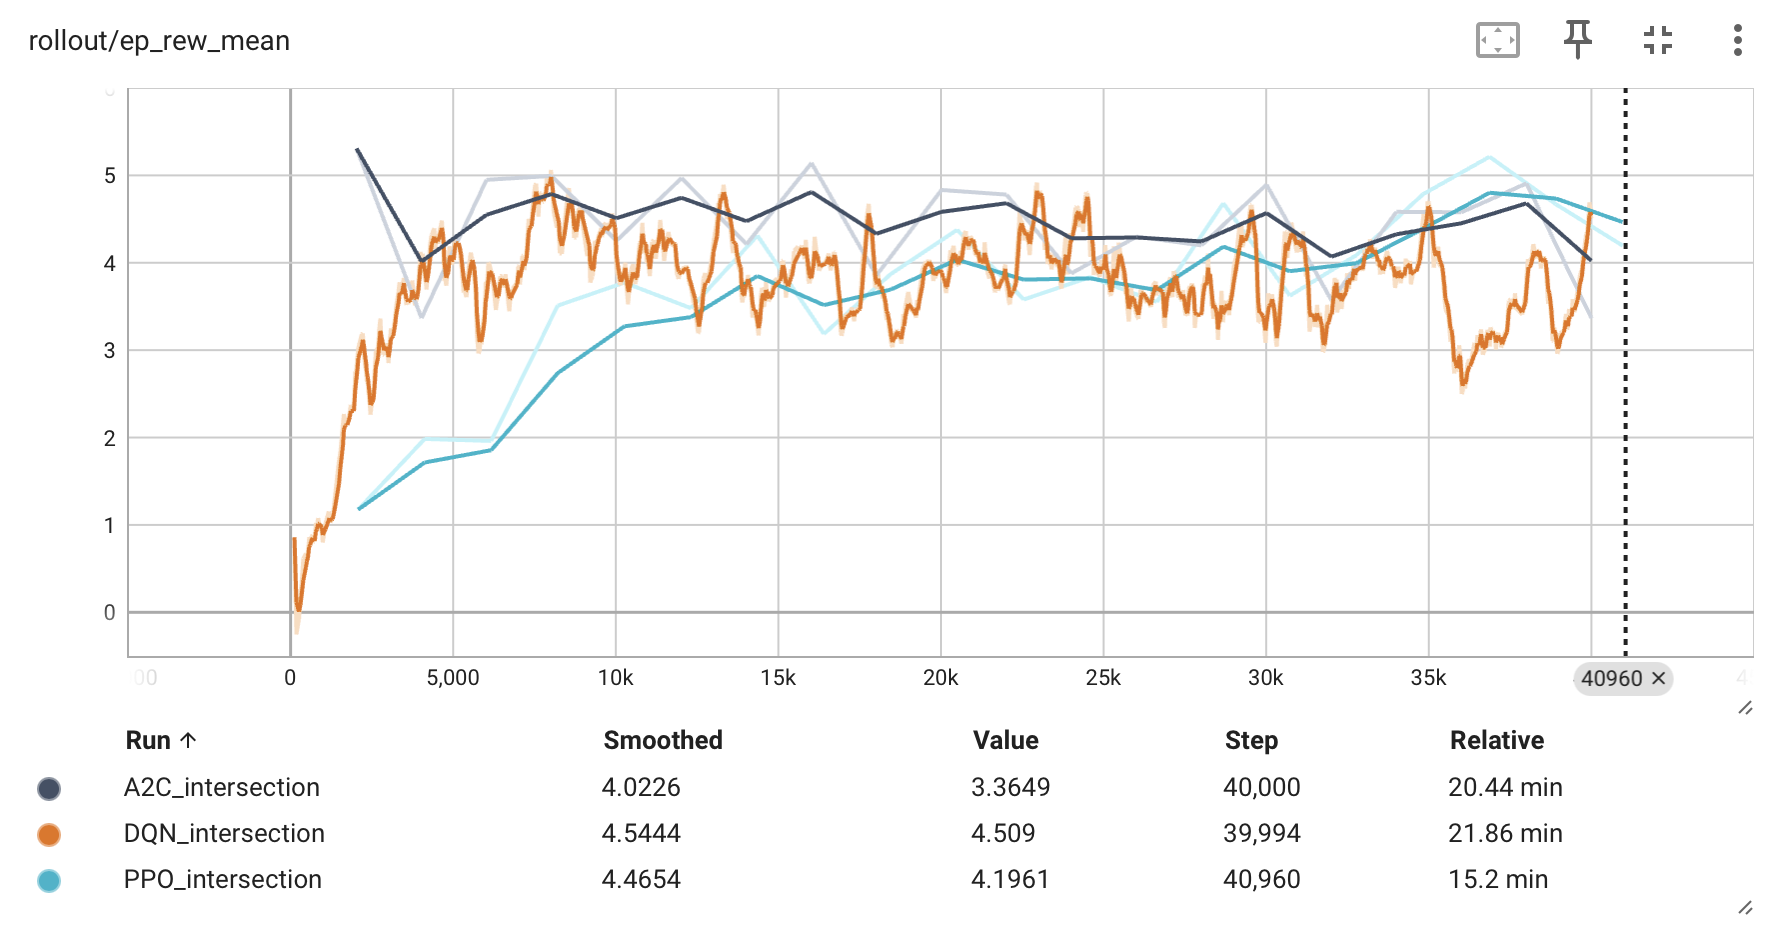 rollout/ep_rew_mean
5
4
3
2
1
0
0 5,000 10k 15k 20k 25k 30k 35k 40960 ×
Run ↑ Smoothed Value Step Relative
A2C_intersection 4.0226 3.3649 40,000 20.44 min
DQN_intersection 4.5444 4.509 39,994 21.86 min
PPO_intersection 4.4654 4.1961 40,960 15.2 min